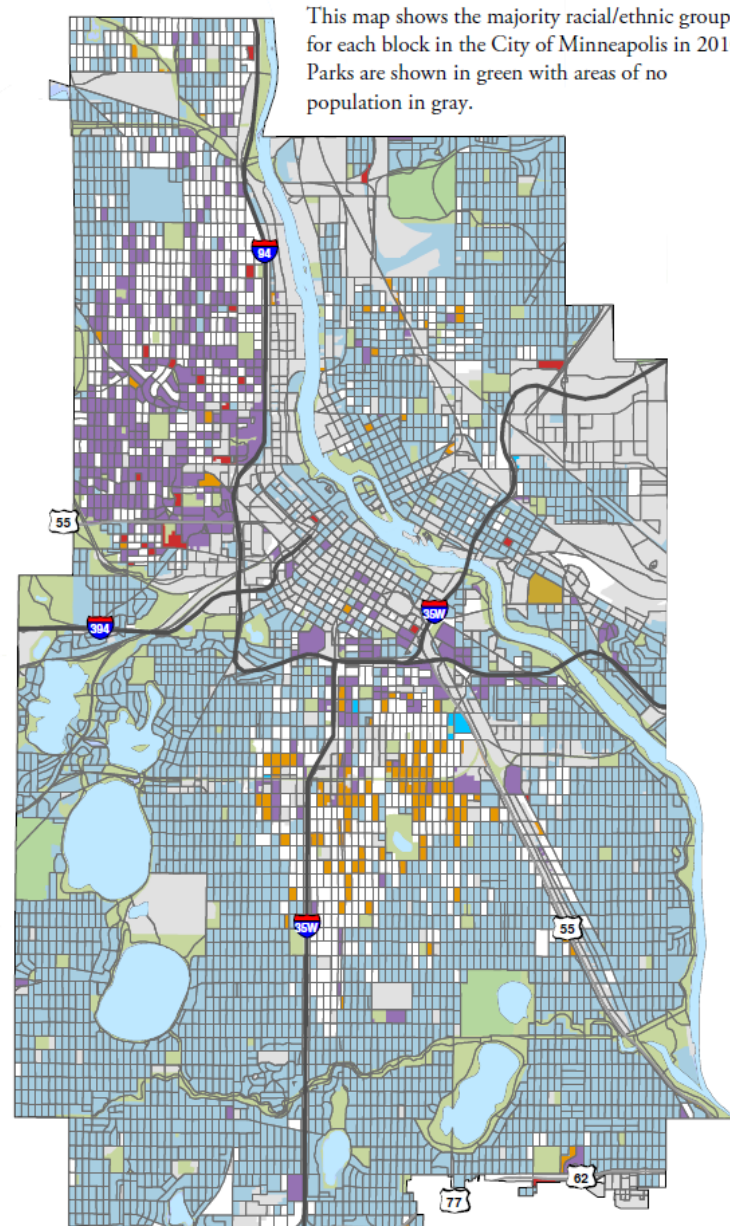 This map shows the majority racial/ethnic group
for each block in the City of Minneapolis in 201
Parks are shown in green with areas of no
population in gray.
94
55
394
35W
35W
55
62
77